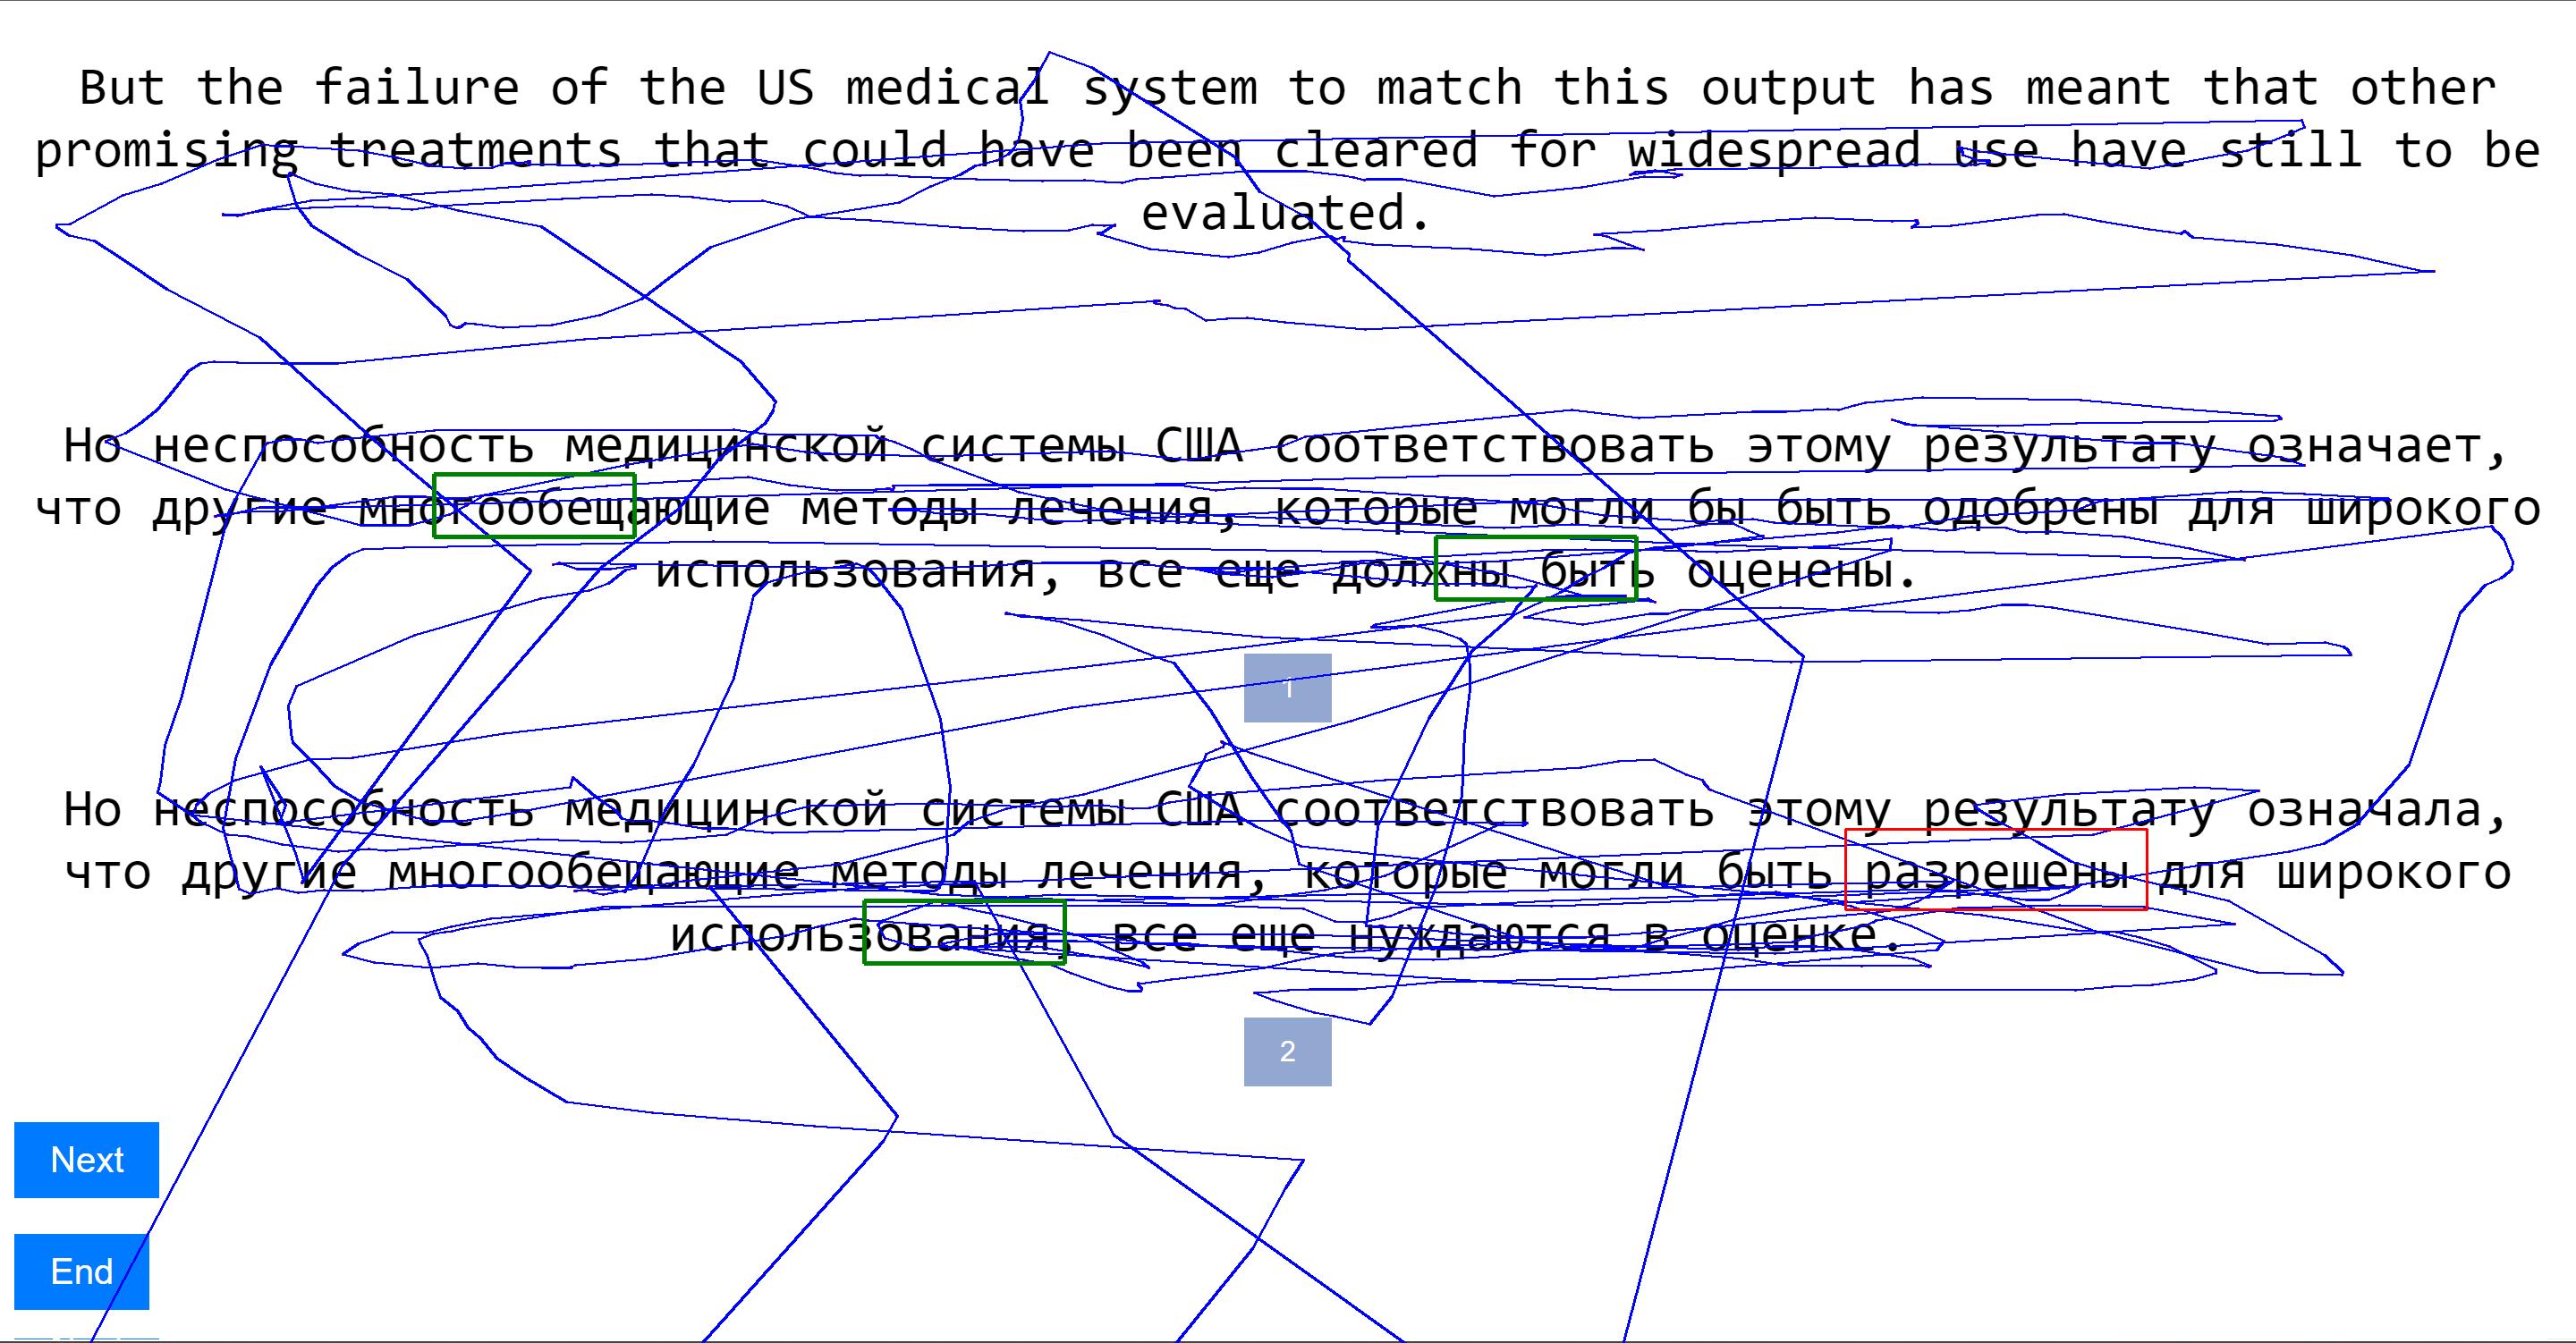 But the failure of the US medical system to match this output has meant that other
promising treatments that could have been cleared for widespread use have still to be
evaluated.
Но неспособность медицинской системы США соответствовать этому результату означает,
что другие многообещающие методы лечения, которые могли бы быть одобрены для широкого
использования, все еще должны быть оценены.
1
Но неспособность медицинской системы США соответствовать этому результату означала,
что другие многообещающие методы лечения, которые могли быть разрешены для широкого
использования, все еще нуждаются в оценке.
2
Next
End